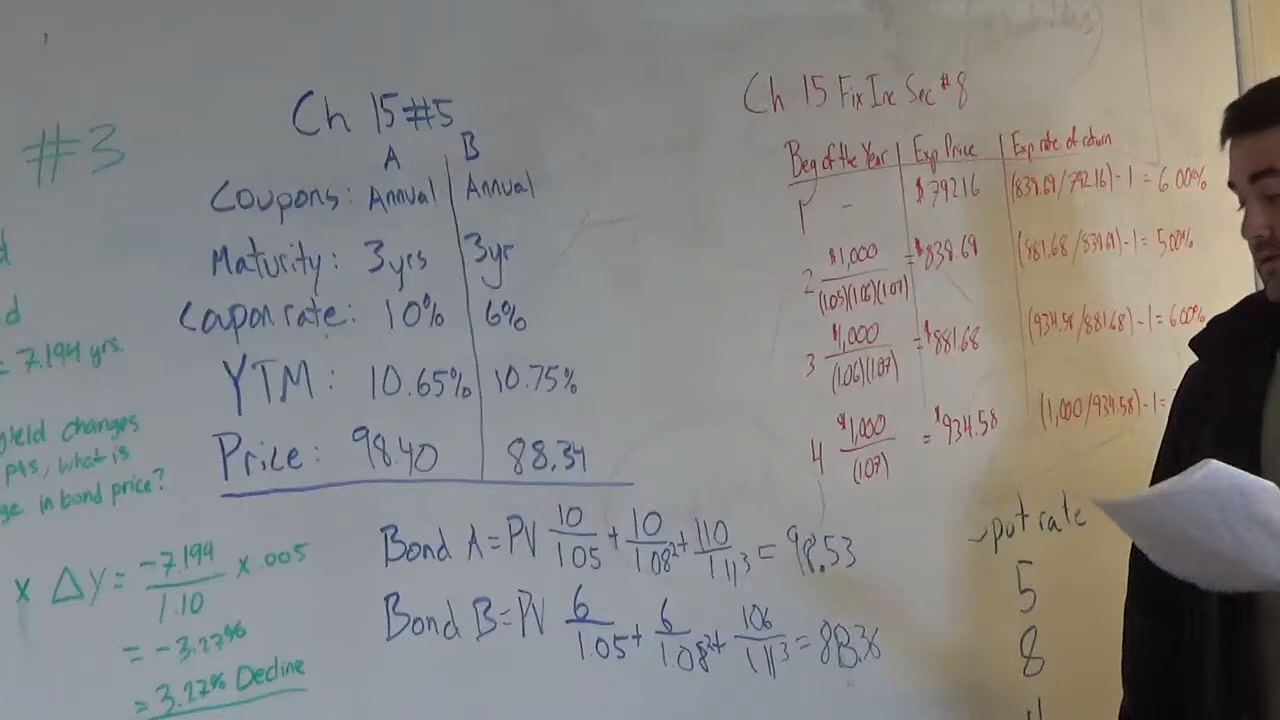 #3
d
d
= 7.194 yrs.
yield changes
pts, what is
ge in bond price?
x Δy = -7.194 / 1.10 x .005
= -3.27%
= 3.27% Decline
Ch 15 #5
A | B
Coupons: Annual | Annual
Maturity: 3 yrs | 3 yr
Coupon rate: 10% | 6%
YTM: 10.65% | 10.75%
Price: 98.40 | 88.34
Bond A = PV 10/1.05 + 10/1.08² + 110/1.11³ = 98.53
Bond B = PV 6/1.05 + 6/1.08² + 106/1.11³ = 88.36
Ch 15 Fix Inc Sec #8
Beg of the Year | Exp Price | Exp rate of return
1 - $792.16 (839.69/792.16) - 1 = 6.00%
2 $1,000/(1.05)(1.06)(1.07) = $839.69 (881.68/839.69) - 1 = 5.00%
3 $1,000/(1.06)(1.07) = $881.68 (934.58/881.68) - 1 = 6.00%
4 $1,000/(1.07) = $934.58 (1,000/934.58) - 1 =
5
8